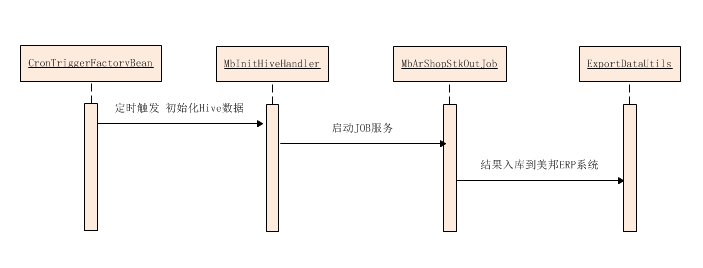 CronTriggerFactoryBean
MbInitHiveHandler
MbArShopStkOutJob
ExportDataUtils
定时触发 初始化Hive数据
启动JOB服务
结果入库到美邦ERP系统